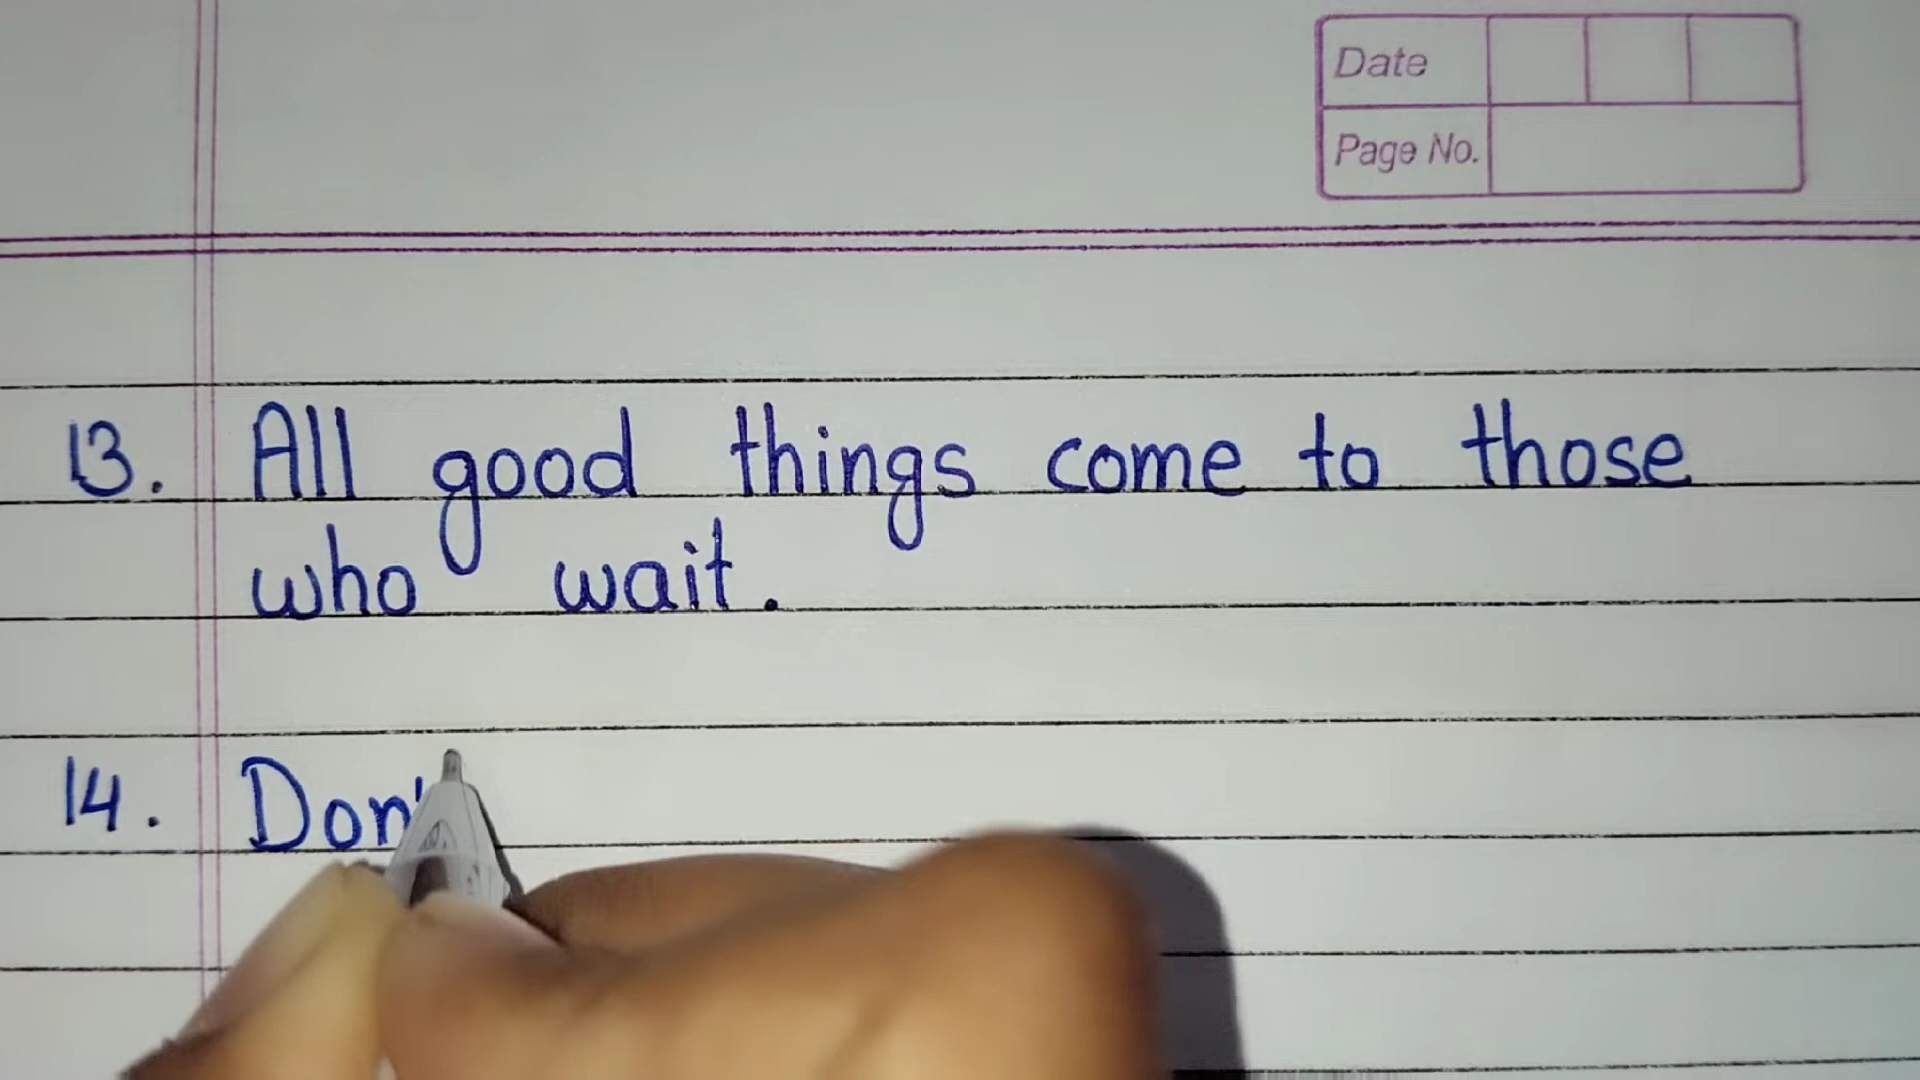 Date
Page No.
13. All good things come to those
who wait.
14. Don'